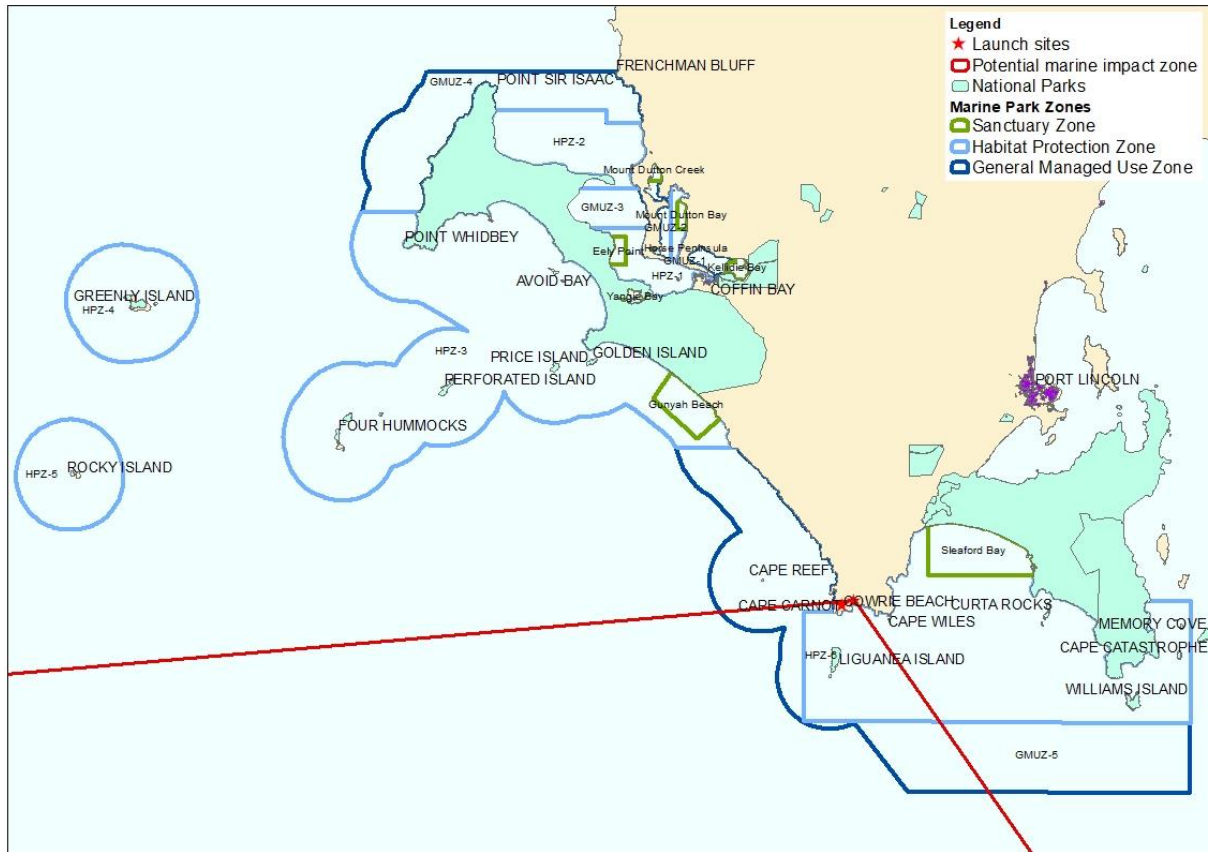 Legend
Launch sites
Potential marine impact zone
National Parks
Marine Park Zones
Sanctuary Zone
Habitat Protection Zone
General Managed Use Zone
FRENCHMAN BLUFF
GMUZ-4
POINT SIR ISAAC
HPZ-2
Mount Dutton Creek
GMUZ-3
Mount Dutton Bay
GMUZ-2
POINT WHIDBEY
Eely Point
Horse Peninsula
GMUZ-1
Kellidie Bay
AVOID BAY
HPZ-1
COFFIN BAY
GREENLY ISLAND
HPZ-4
Yangie Bay
HPZ-3
PRICE ISLAND
GOLDEN ISLAND
PERFORATED ISLAND
PORT LINCOLN
Gunyah Beach
FOUR HUMMOCKS
ROCKY ISLAND
HPZ-5
Sleaford Bay
CAPE REEF
CAPE CARNOT
COWRIE BEACH
CURTA ROCKS
CAPE WILES
MEMORY COVE
CAPE CATASTROPHE
HPZ-6
LIGUANEA ISLAND
WILLIAMS ISLAND
GMUZ-5